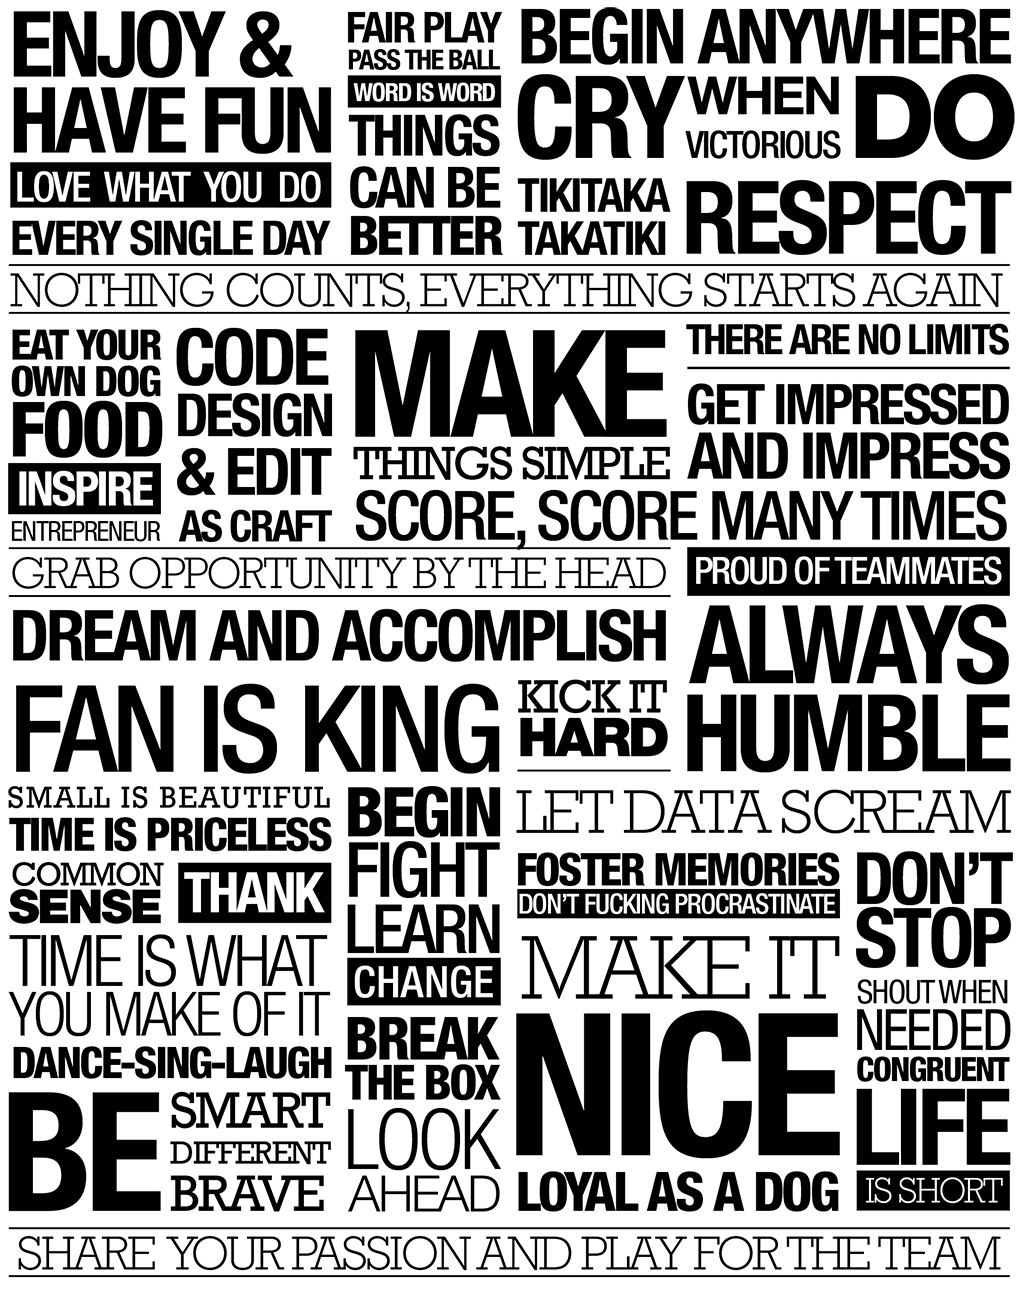 ENJOY &
HAVE FUN
LOVE WHAT YOU DO
EVERY SINGLE DAY
FAIR PLAY
PASS THE BALL
WORD IS WORD
THINGS
CAN BE
BETTER
BEGIN ANYWHERE
CRY WHEN
VICTORIOUS
DO
TIKITAKA
TAKATIKI
RESPECT
NOTHING COUNTS, EVERYTHING STARTS AGAIN
EAT YOUR
OWN DOG
FOOD
INSPIRE
ENTREPRENEUR
CODE
DESIGN
& EDIT
AS CRAFT
MAKE
THINGS SIMPLE
THERE ARE NO LIMITS
GET IMPRESSED
AND IMPRESS
SCORE, SCORE MANY TIMES
GRAB OPPORTUNITY BY THE HEAD
PROUD OF TEAMMATES
DREAM AND ACCOMPLISH
ALWAYS
HUMBLE
FAN IS KING
KICK IT
HARD
SMALL IS BEAUTIFUL
TIME IS PRICELESS
COMMON
SENSE
THANK
TIME IS WHAT
YOU MAKE OF IT
DANCE-SING-LAUGH
BE
SMART
DIFFERENT
BRAVE
BEGIN
FIGHT
LEARN
CHANGE
BREAK
THE BOX
LOOK
AHEAD
LET DATA SCREAM
FOSTER MEMORIES
DON'T FUCKING PROCRASTINATE
MAKE IT
NICE
LOYAL AS A DOG
DON'T
STOP
SHOUT WHEN
NEEDED
CONGRUENT
LIFE
IS SHORT
SHARE YOUR PASSION AND PLAY FOR THE TEAM